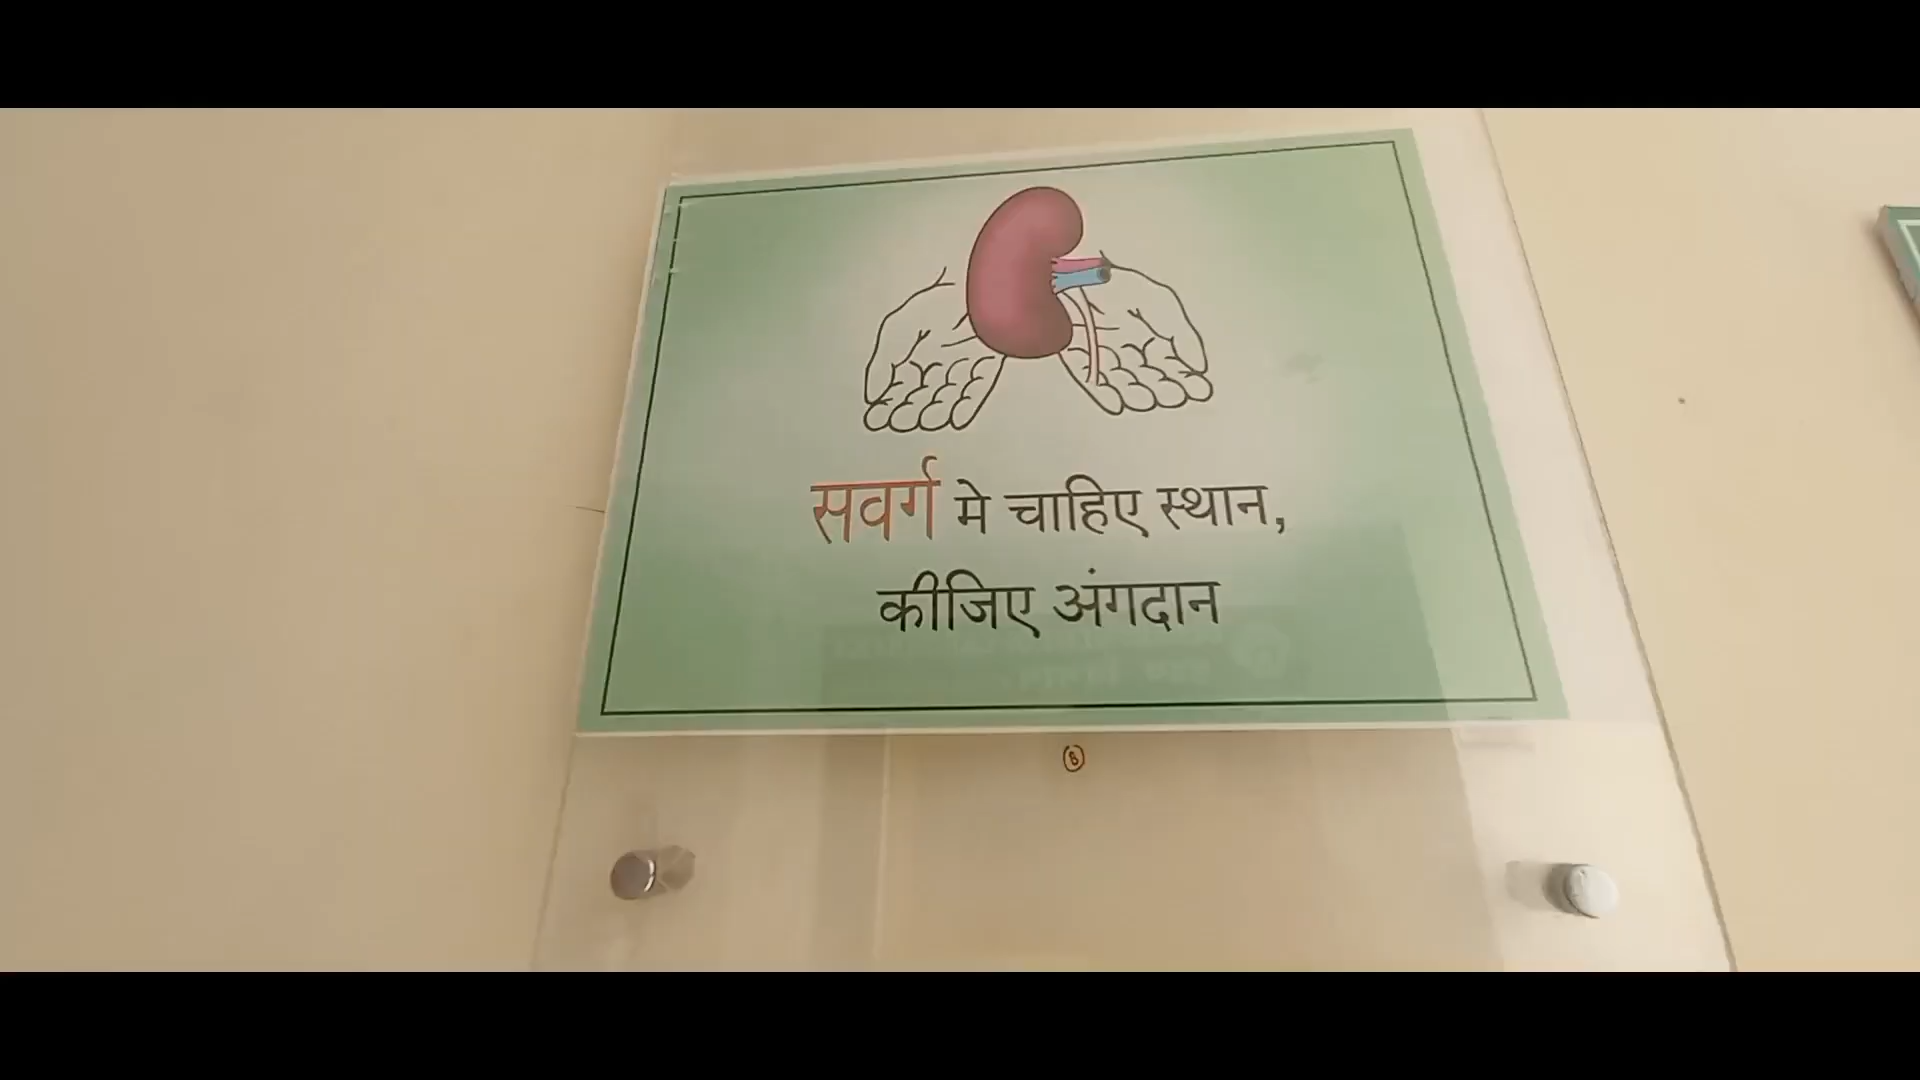 सवर्ग मे चाहिए स्थान,
कीजिए अंगदान